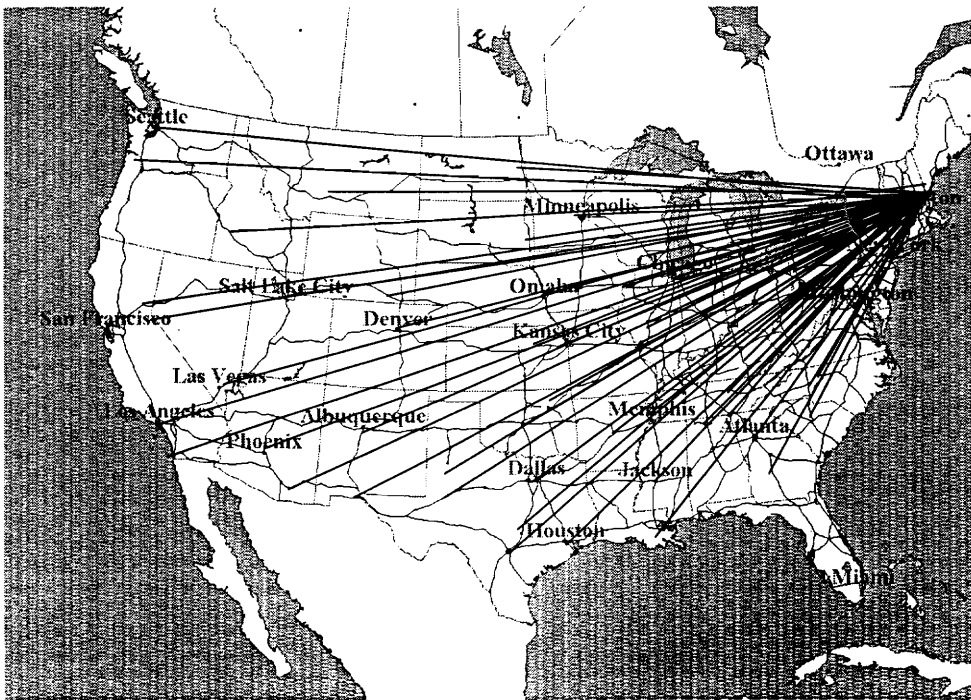 Seattle
Ottawa
Minneapolis
Salt Lake City
Omaha
San Francisco
Denver
Kansas City
Las Vegas
Los Angeles
Albuquerque
Memphis
Atlanta
Phoenix
Dallas
Jackson
Houston
Miami